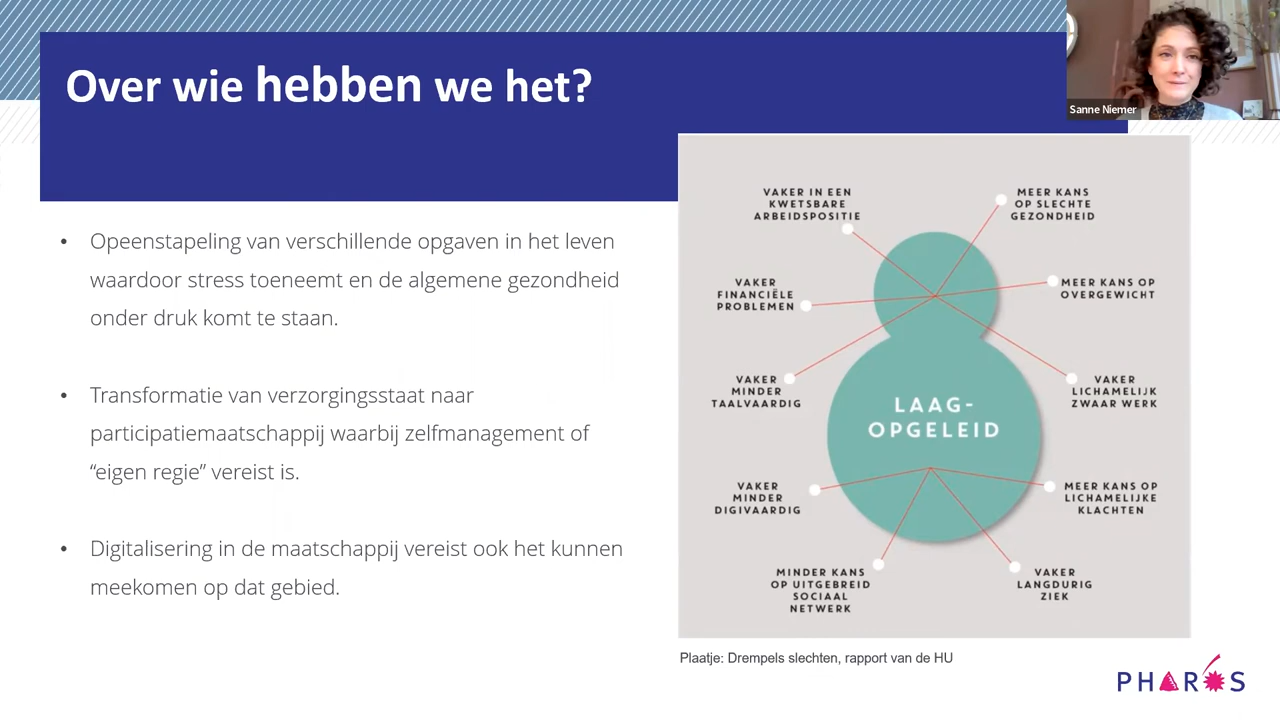 Over wie hebben we het?
Sanne Niemer
• Opeenstapeling van verschillende opgaven in het leven
waardoor stress toeneemt en de algemene gezondheid
onder druk komt te staan.
• Transformatie van verzorgingsstaat naar
participatiemaatschappij waarbij zelfmanagement of
“eigen regie” vereist is.
• Digitalisering in de maatschappij vereist ook het kunnen
meekomen op dat gebied.
VAKER IN EEN
KWETSBARE
ARBEIDSPOSITIE
MEER KANS
OP SLECHTE
GEZONDHEID
VAKER
FINANCIËLE
PROBLEMEN
MEER KANS OP
OVERGEWICHT
VAKER
MINDER
TAALVAARDIG
VAKER
LICHAMELIJK
ZWAAR WERK
LAAG-
OPGELEID
VAKER
MINDER
DIGIVAARDIG
MEER KANS OP
LICHAMELIJKE
KLACHTEN
MINDER KANS
OP UITGEBREID
SOCIAAL
NETWERK
VAKER
LANGDURIG
ZIEK
Plaatje: Drempels slechten, rapport van de HU
PHAROS